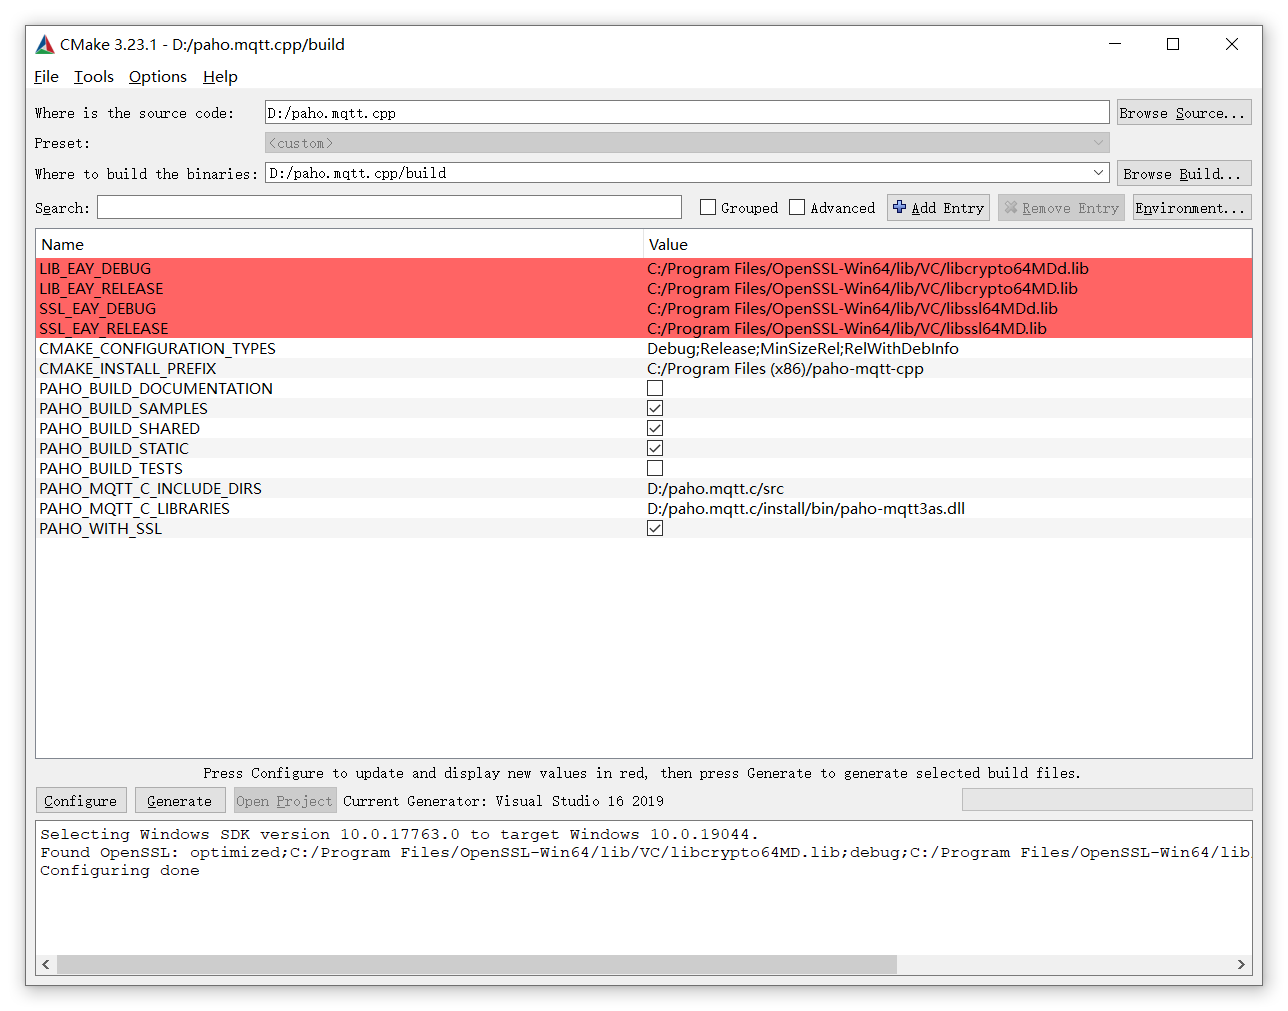 CMake 3.23.1 - D:/paho.mqtt.cpp/build
File Tools Options Help
Where is the source code: D:/paho.mqtt.cpp Browse Source...
Preset: <custom>
Where to build the binaries: D:/paho.mqtt.cpp/build Browse Build...
Search: Grouped Advanced Add Entry Remove Entry Environment...
Name Value
LIB_EAY_DEBUG C:/Program Files/OpenSSL-Win64/lib/VC/libcrypto64MDd.lib
LIB_EAY_RELEASE C:/Program Files/OpenSSL-Win64/lib/VC/libcrypto64MD.lib
SSL_EAY_DEBUG C:/Program Files/OpenSSL-Win64/lib/VC/libssl64MDd.lib
SSL_EAY_RELEASE C:/Program Files/OpenSSL-Win64/lib/VC/libssl64MD.lib
CMAKE_CONFIGURATION_TYPES Debug;Release;MinSizeRel;RelWithDebInfo
CMAKE_INSTALL_PREFIX C:/Program Files (x86)/paho-mqtt-cpp
PAHO_BUILD_DOCUMENTATION
PAHO_BUILD_SAMPLES
PAHO_BUILD_SHARED
PAHO_BUILD_STATIC
PAHO_BUILD_TESTS
PAHO_MQTT_C_INCLUDE_DIRS D:/paho.mqtt.c/src
PAHO_MQTT_C_LIBRARIES D:/paho.mqtt.c/install/bin/paho-mqtt3as.dll
PAHO_WITH_SSL
Press Configure to update and display new values in red, then press Generate to generate selected build files.
Configure Generate Open Project Current Generator: Visual Studio 16 2019
Selecting Windows SDK version 10.0.17763.0 to target Windows 10.0.19044.
Found OpenSSL: optimized;C:/Program Files/OpenSSL-Win64/lib/VC/libcrypto64MD.lib;debug;C:/Program Files/OpenSSL-Win64/lib
Configuring done